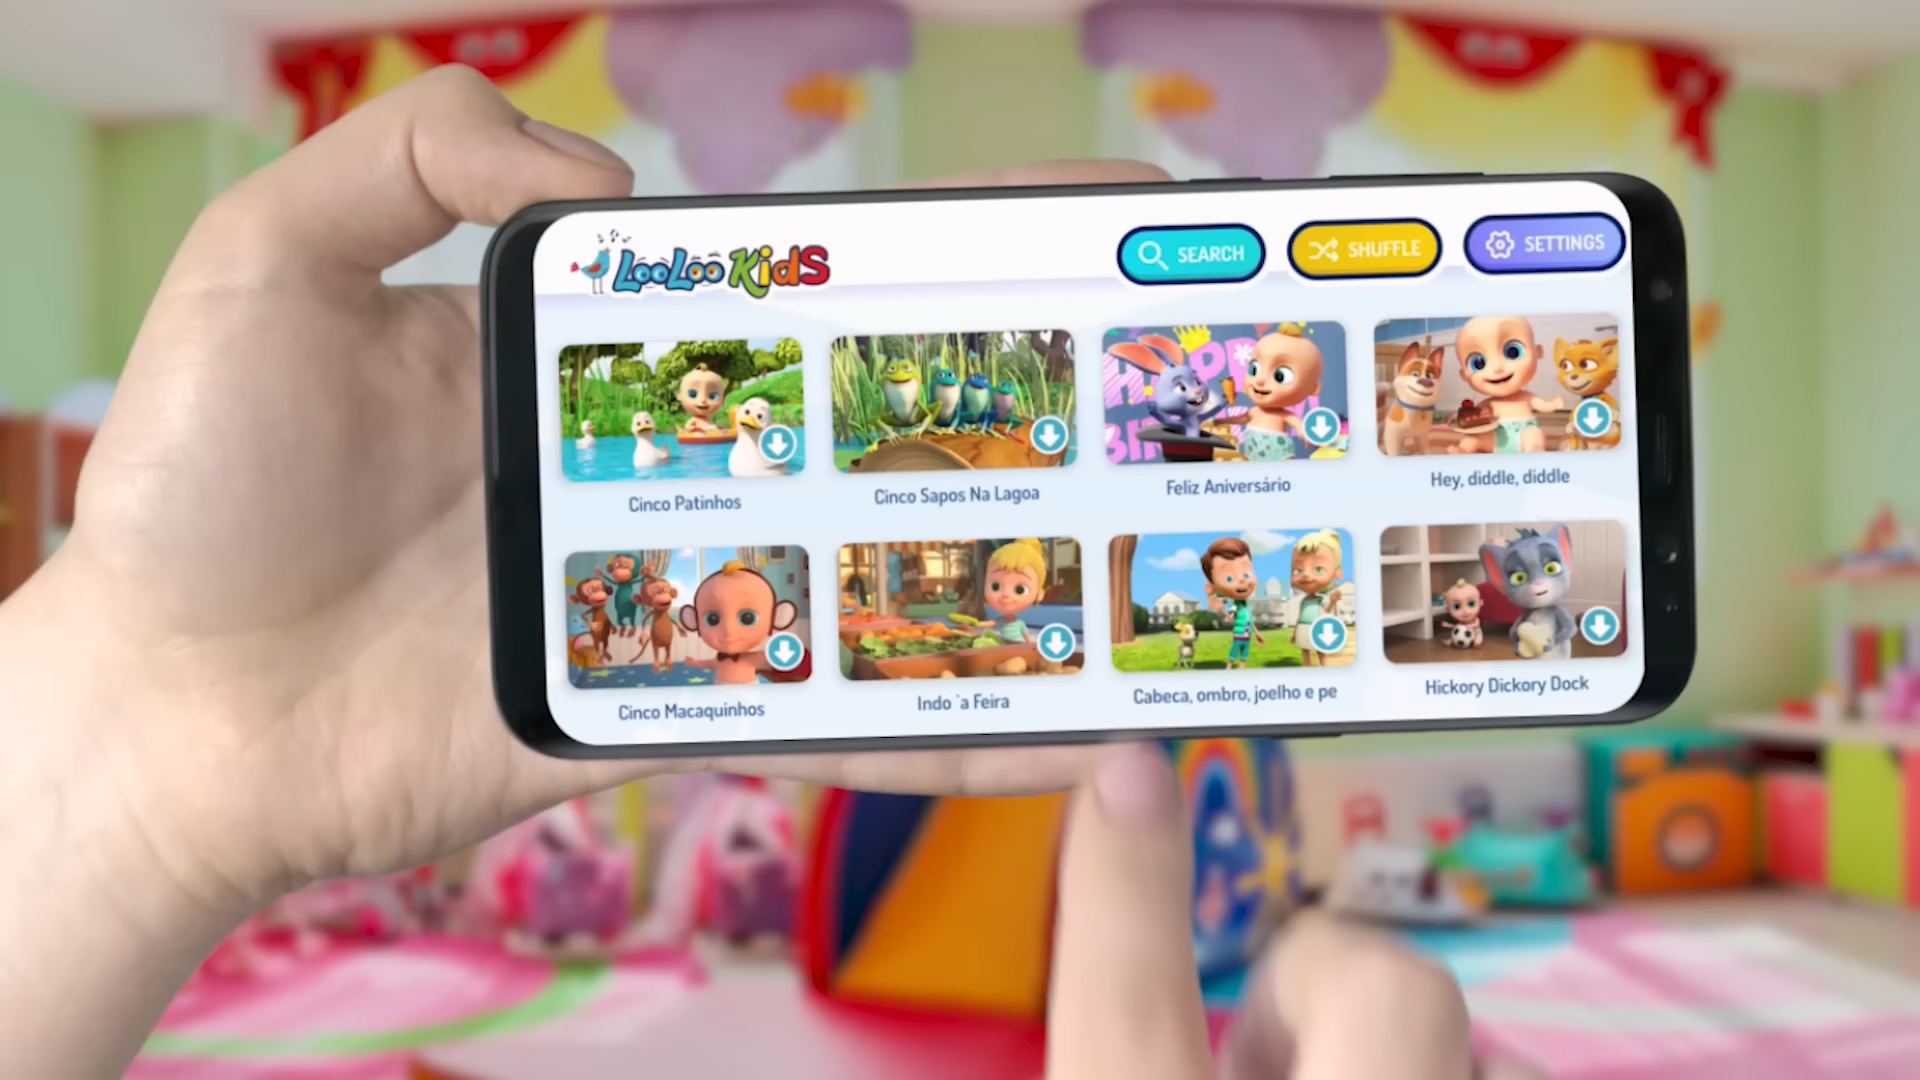 LooLoo KidS
SEARCH
SHUFFLE
SETTINGS
Cinco Patinhos
Cinco Sapos Na Lagoa
Feliz Aniversário
Hey, diddle, diddle
Cinco Macaquinhos
Indo `a Feira
Cabeca, ombro, joelho e pe
Hickory Dickory Dock